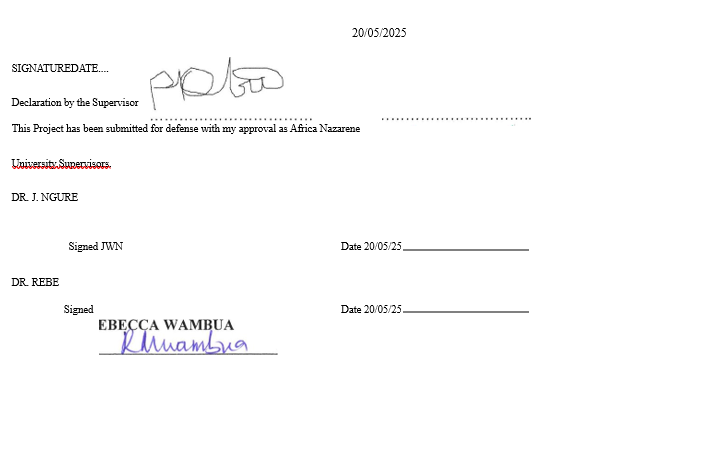 20/05/2025
SIGNATUREDATE....
Declaration by the Supervisor
This Project has been submitted for defense with my approval as Africa Nazarene
University Supervisors.
DR. J. NGURE
Signed JWN Date 20/05/25
DR. REBE
Signed Date 20/05/25
EBECCA WAMBUA
RMwambua